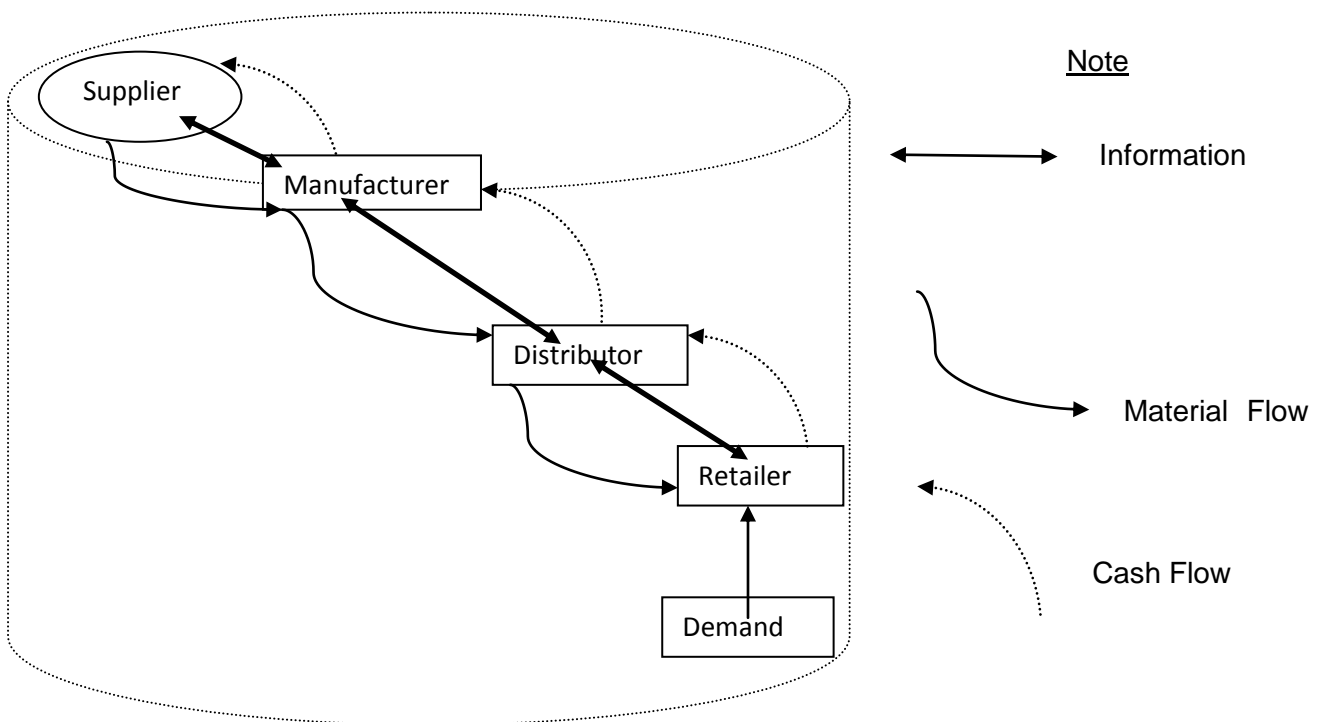 Supplier
Note
Information
Manufacturer
Distributor
Material Flow
Retailer
Cash Flow
Demand